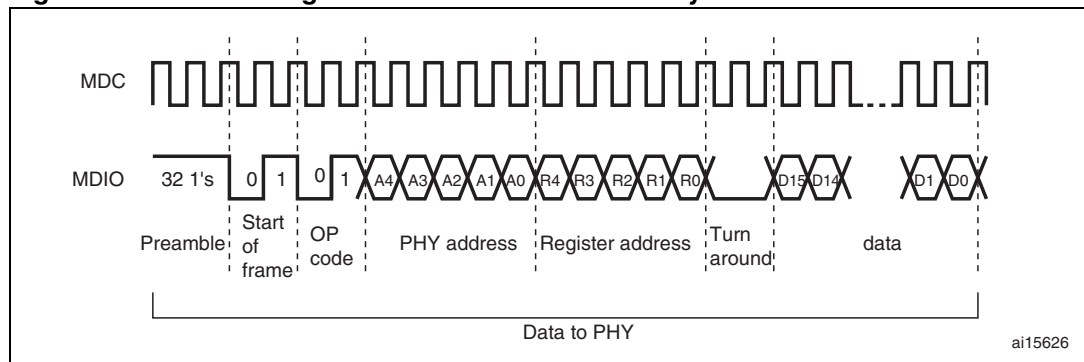 MDC
MDIO
32 1's 0 1 0 1 A4 A3 A2 A1 A0 R4 R3 R2 R1 R0 D15 D14 D1 D0
Preamble
Start
of
frame
OP
code
PHY address
Register address
Turn
around
data
Data to PHY
ai15626